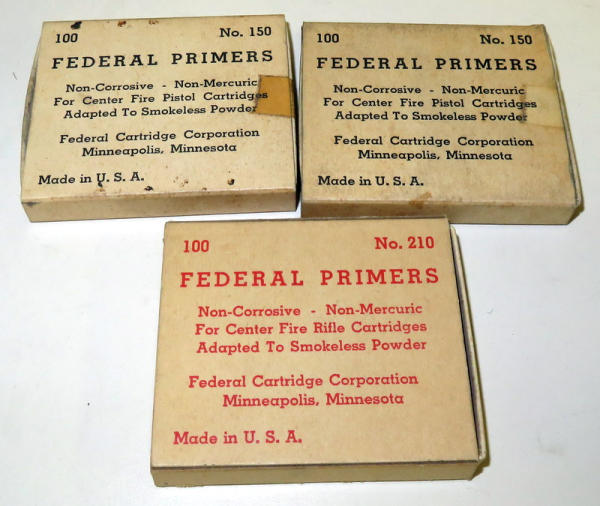 100 No. 150
FEDERAL PRIMERS
Non-Corrosive - Non-Mercuric
For Center Fire Pistol Cartridges
Adapted To Smokeless Powder
Federal Cartridge Corporation
Minneapolis, Minnesota
Made in U. S. A.
100 No. 150
FEDERAL PRIMERS
Non-Corrosive - Non-Mercuric
For Center Fire Pistol Cartridges
Adapted To Smokeless Powder
Federal Cartridge Corporation
Minneapolis, Minnesota
Made in U. S. A.
100 No. 210
FEDERAL PRIMERS
Non-Corrosive - Non-Mercuric
For Center Fire Rifle Cartridges
Adapted To Smokeless Powder
Federal Cartridge Corporation
Minneapolis, Minnesota
Made in U. S. A.